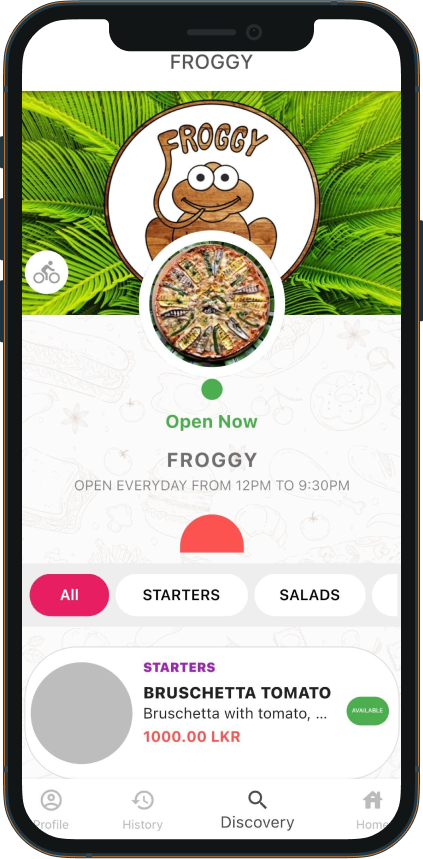 FROGGY
FROGGY
Open Now
FROGGY
OPEN EVERYDAY FROM 12PM TO 9:30PM
All STARTERS SALADS
STARTERS
BRUSCHETTA TOMATO
Bruschetta with tomato, ...
AVAILABLE
1000.00 LKR
Profile History Discovery Home